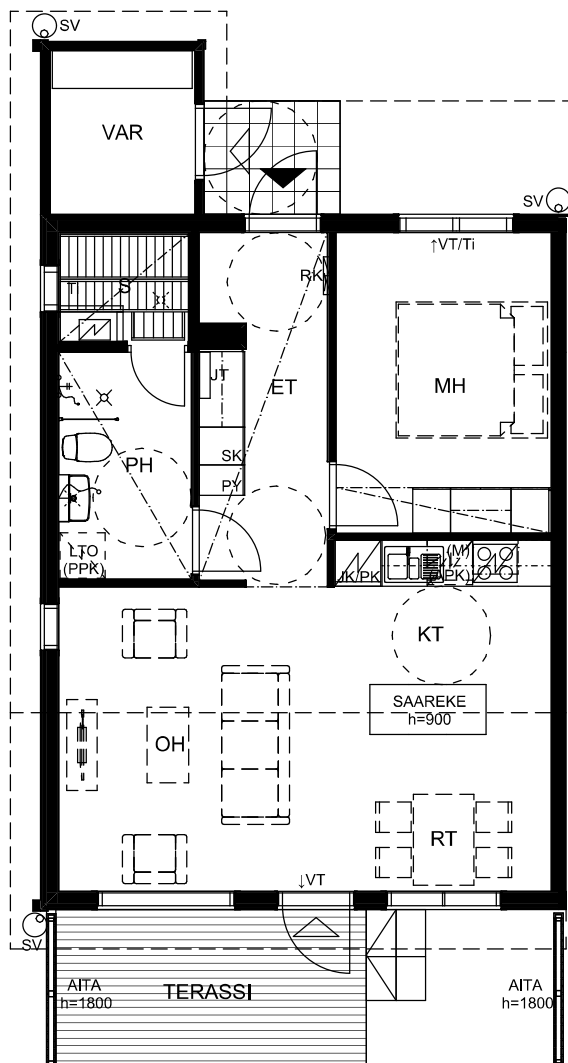 SV
VAR
SV
↑VT/Ti
RK
T
S
JT
ET
MH
SK
PH
PY
LTO
(PPK)
JK/PK
(M)
(APK)
KT
SAAREKE
h=900
OH
RT
↓VT
SV
AITA
h=1800
TERASSI
AITA
h=1800